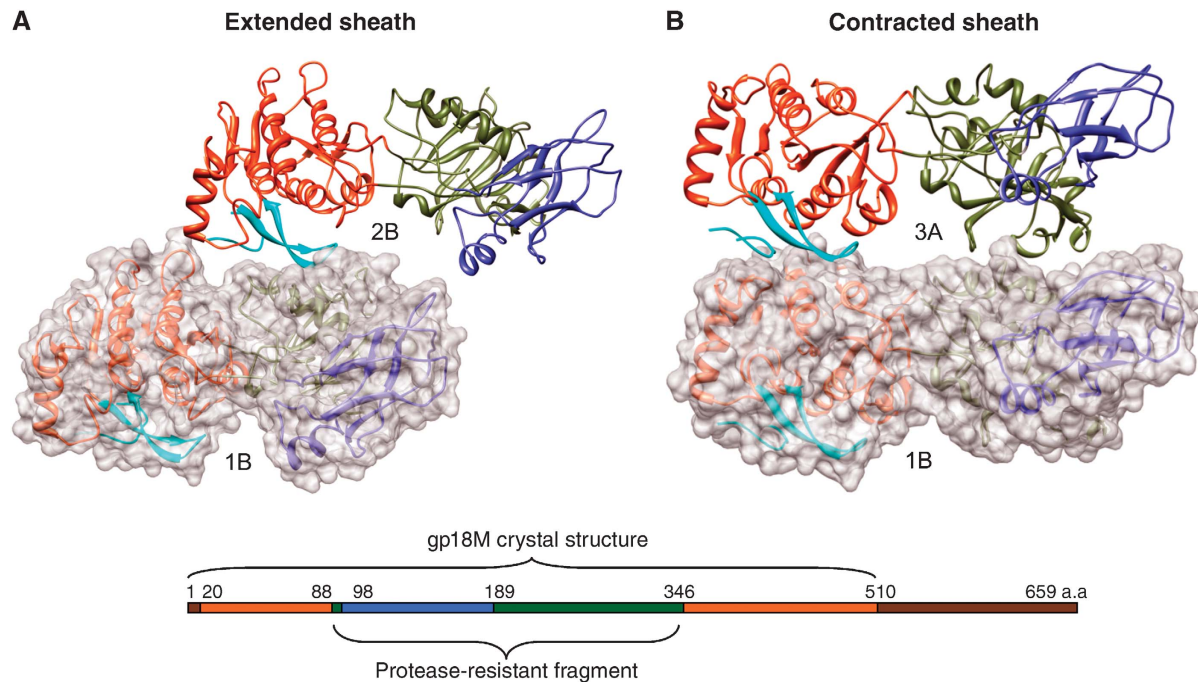 A Extended sheath
B Contracted sheath
2B
3A
1B
1B
gp18M crystal structure
1 20 88 98 189 346 510 659 a.a
Protease-resistant fragment